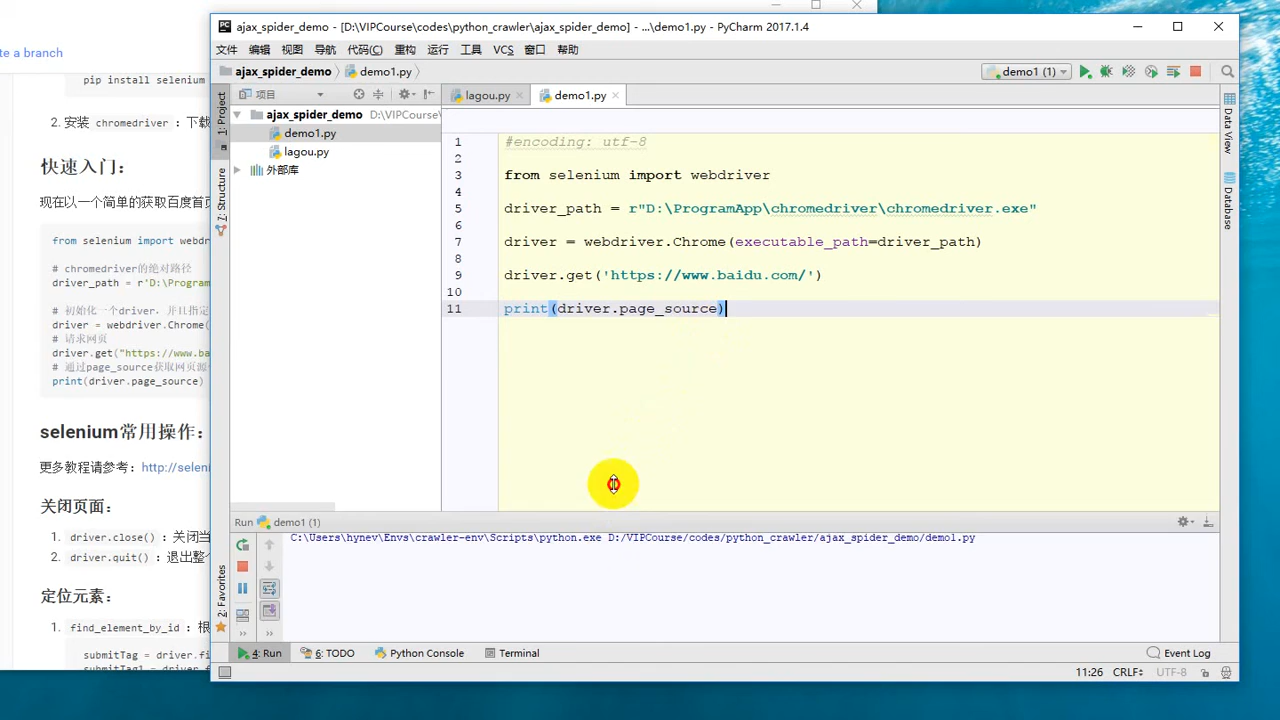 te a branch
pip install selenium
2. 安装 chromedriver :下载
快速入门:
现在以一个简单的获取百度首页
from selenium import webdr
# chromedriver的绝对路径
driver_path = r'D:\Program
# 初始化一个driver,并且指定
driver = webdriver.Chrome(
# 请求网页
driver.get("https://www.ba
# 通过page_source获取网页源
print(driver.page_source)
selenium常用操作:
更多教程请参考:http://seleni
关闭页面:
1. driver.close() :关闭当
2. driver.quit() :退出整个
定位元素:
1. find_element_by_id :根
submitTag = driver.fi
submitTag1 = driver.f
ajax_spider_demo - [D:\VIPCourse\codes\python_crawler\ajax_spider_demo] - ...\demo1.py - PyCharm 2017.1.4
文件 编辑 视图 导航 代码(C) 重构 运行 工具 VCS 窗口 帮助
ajax_spider_demo demo1.py demo1 (1)
1: Project
7: Structure
2: Favorites
项目
ajax_spider_demo D:\VIPCourse\
demo1.py
lagou.py
外部库
lagou.py demo1.py
1 #encoding: utf-8
2
3 from selenium import webdriver
4
5 driver_path = r"D:\ProgramApp\chromedriver\chromedriver.exe"
6
7 driver = webdriver.Chrome(executable_path=driver_path)
8
9 driver.get('https://www.baidu.com/')
10
11 print(driver.page_source)
Data View
Database
Run demo1 (1)
C:\Users\hynev\Envs\crawler-env\Scripts\python.exe D:/VIPCourse/codes/python_crawler/ajax_spider_demo/demo1.py
4: Run 6: TODO Python Console Terminal Event Log
11:26 CRLF UTF-8